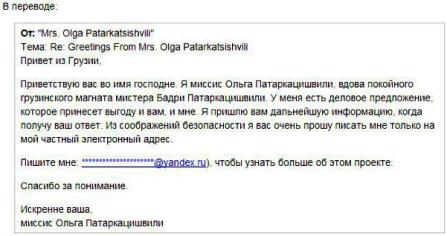 В переводе:
От: "Mrs. Olga Patarkatsishvili"
Тема: Re: Greetings From Mrs. Olga Patarkatsishvili
Привет из Грузии,
Приветствую вас во имя господне. Я миссис Ольга Патаркацишвили, вдова покойного
грузинского магната мистера Бадри Патаркацишвили. У меня есть деловое предложение,
которое принесет выгоду и вам, и мне. Я пришлю вам дальнейшую информацию, когда
получу ваш ответ. Из соображений безопасности я вас очень прошу писать мне только на
мой частный электронный адрес.
Пишите мне: **********************@yandex.ru), чтобы узнать больше об этом проекте.
Спасибо за понимание.
Искренне ваша,
миссис Ольга Патаркацишвили